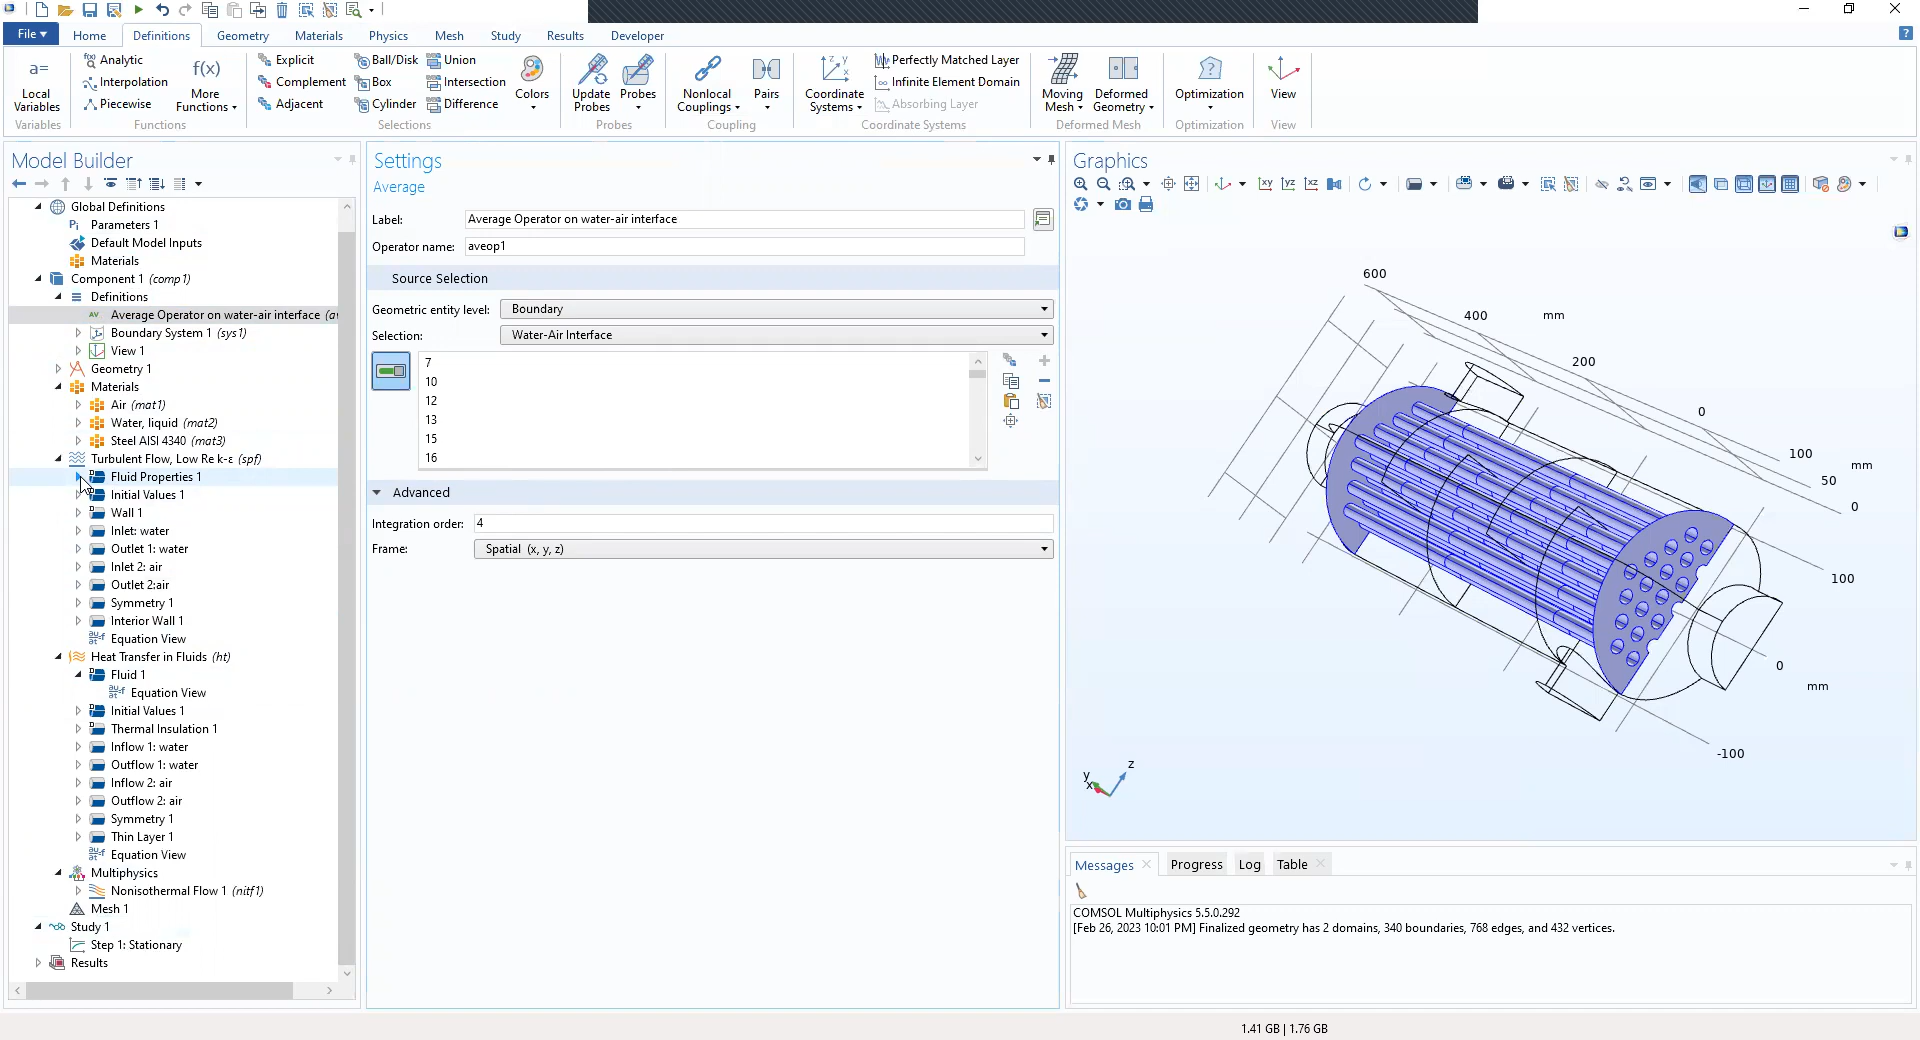 File
Home
Definitions
Geometry
Materials
Physics
Mesh
Study
Results
Developer
a=
Local
Variables
Variables
f(x) Analytic
Interpolation
Piecewise
f(x)
More
Functions
Functions
Explicit
Complement
Adjacent
Ball/Disk
Box
Cylinder
Union
Intersection
Difference
Colors
Selections
Update
Probes
Probes
Probes
Nonlocal
Couplings
Pairs
Coupling
Coordinate
Systems
Perfectly Matched Layer
Infinite Element Domain
Absorbing Layer
Coordinate Systems
Moving
Mesh
Deformed
Geometry
Deformed Mesh
Optimization
Optimization
View
View
Model Builder
Global Definitions
Pi Parameters 1
Default Model Inputs
Materials
Component 1 (comp1)
Definitions
AV Average Operator on water-air interface (a
Boundary System 1 (sys1)
View 1
Geometry 1
Materials
Air (mat1)
Water, liquid (mat2)
Steel AISI 4340 (mat3)
Turbulent Flow, Low Re k-ε (spf)
Fluid Properties 1
Initial Values 1
Wall 1
Inlet: water
Outlet 1: water
Inlet 2: air
Outlet 2:air
Symmetry 1
Interior Wall 1
Equation View
Heat Transfer in Fluids (ht)
Fluid 1
Equation View
Initial Values 1
Thermal Insulation 1
Inflow 1: water
Outflow 1: water
Inflow 2: air
Outflow 2: air
Symmetry 1
Thin Layer 1
Equation View
Multiphysics
Nonisothermal Flow 1 (nitf1)
Mesh 1
Study 1
Step 1: Stationary
Results
Settings
Average
Label: Average Operator on water-air interface
Operator name: aveop1
Source Selection
Geometric entity level: Boundary
Selection: Water-Air Interface
7
10
12
13
15
16
Advanced
Integration order: 4
Frame: Spatial (x, y, z)
Graphics
xy yz xz
600
400
mm
200
0
100
mm
50
0
100
0
mm
-100
y
x
z
Messages
Progress
Log
Table
COMSOL Multiphysics 5.5.0.292
[Feb 26, 2023 10:01 PM] Finalized geometry has 2 domains, 340 boundaries, 768 edges, and 432 vertices.
1.41 GB | 1.76 GB